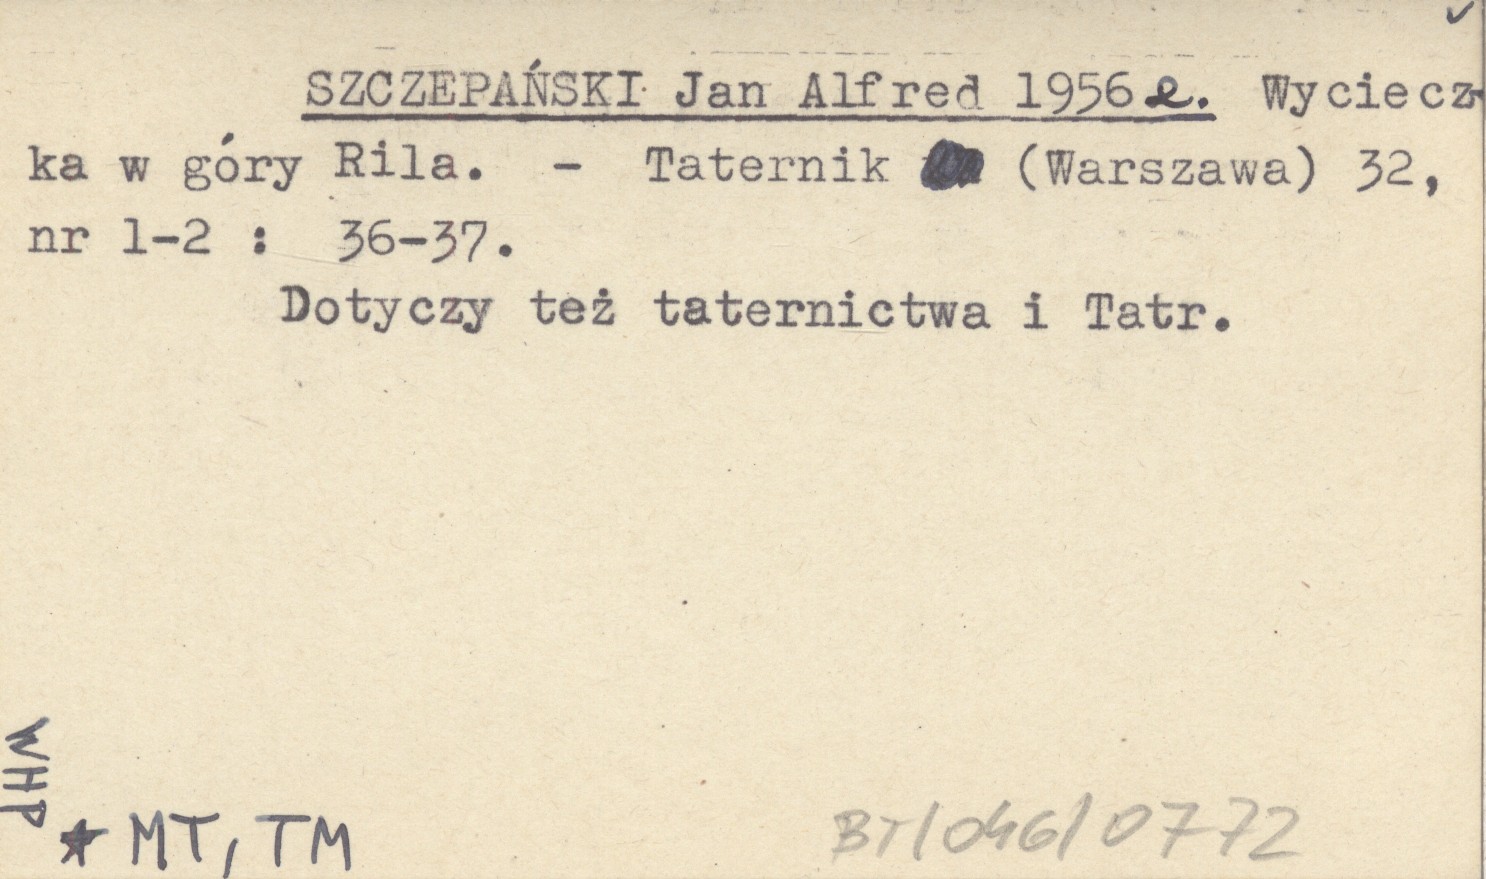 SZCZEPAŃSKI Jan Alfred 1956 e. Wyciecz-
ka w góry Rila. - Taternik (Warszawa) 32,
nr 1-2 : 36-37.
Dotyczy też taternictwa i Tatr.
WHP
* MT, TM
BT/046/0772